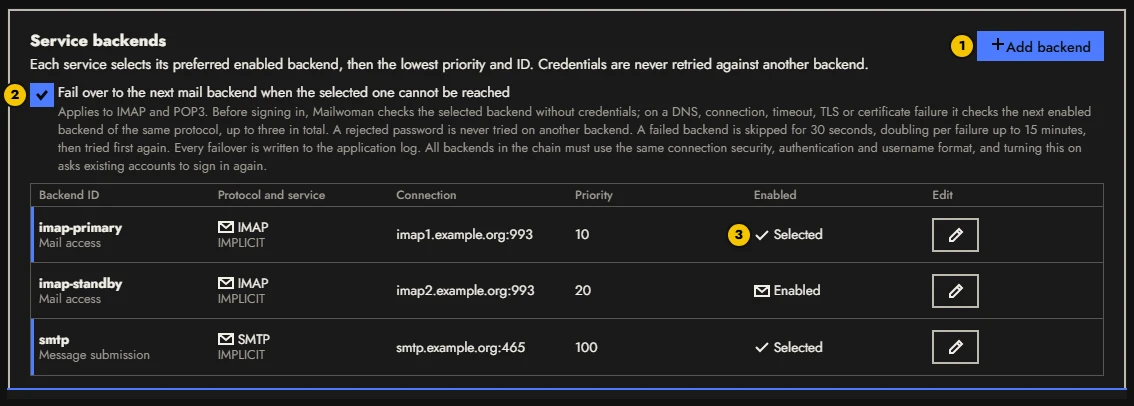 Service backends
1
+ Add backend
Each service selects its preferred enabled backend, then the lowest priority and ID. Credentials are never retried against another backend.
2
Fail over to the next mail backend when the selected one cannot be reached
Applies to IMAP and POP3. Before signing in, Mailwoman checks the selected backend without credentials; on a DNS, connection, timeout, TLS or certificate failure it checks the next enabled
backend of the same protocol, up to three in total. A rejected password is never tried on another backend. A failed backend is skipped for 30 seconds, doubling per failure up to 15 minutes,
then tried first again. Every failover is written to the application log. All backends in the chain must use the same connection security, authentication and username format, and turning this on
asks existing accounts to sign in again.
Backend ID Protocol and service Connection Priority Enabled Edit
imap-primary IMAP imap1.example.org:993 10 3 Selected
Mail access IMPLICIT
imap-standby IMAP imap2.example.org:993 20 Enabled
Mail access IMPLICIT
smtp SMTP smtp.example.org:465 100 Selected
Message submission IMPLICIT